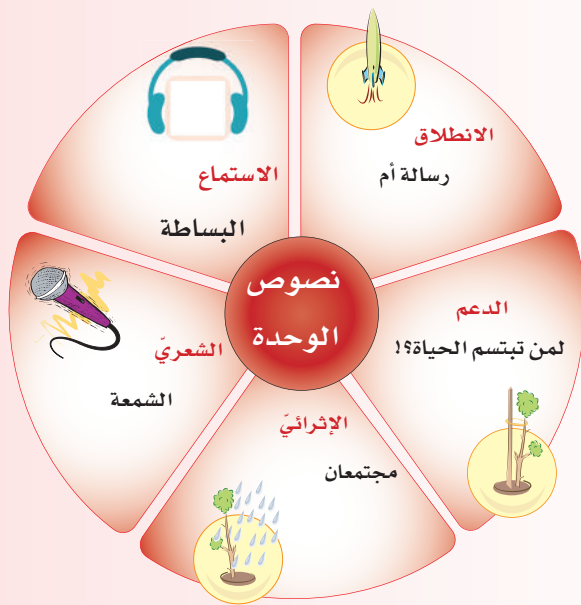 نصوص
الوحدة
الانطلاق
رسالة أم
الدعم
لمن تبتسم الحياة؟!
الإثرائيّ
مجتمعان
الشعريّ
الشمعة
الاستماع
البساطة